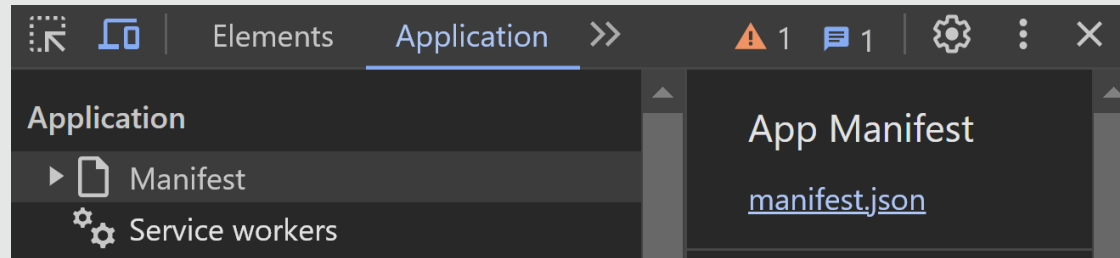 Elements Application 1 1
Application
App Manifest
Manifest
manifest.json
Service workers